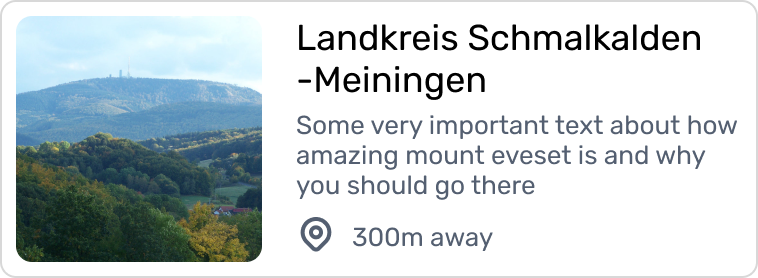 Landkreis Schmalkalden
-Meiningen
Some very important text about how
amazing mount eveset is and why
you should go there
300m away